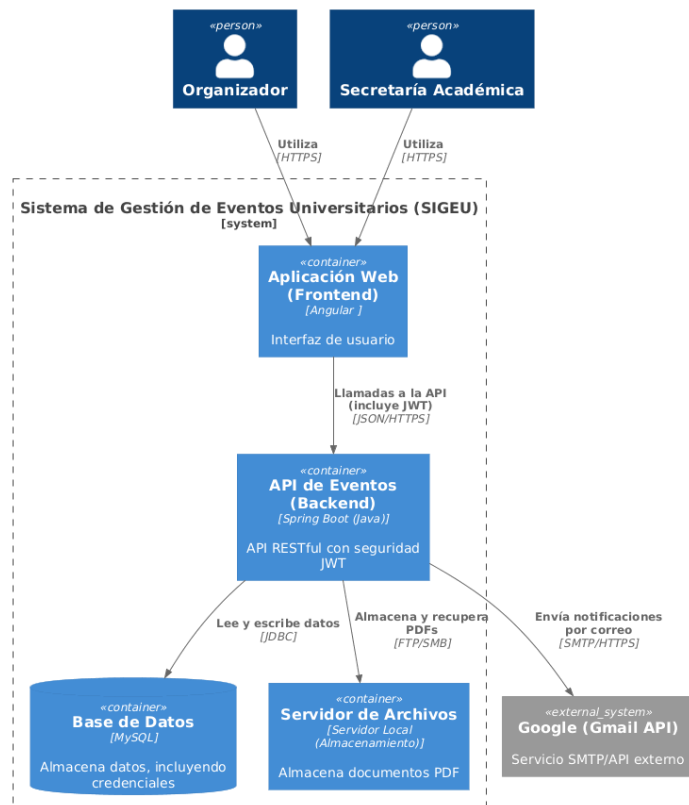 «person»
Organizador
«person»
Secretaría Académica
Utiliza
[HTTPS]
Utiliza
[HTTPS]
Sistema de Gestión de Eventos Universitarios (SIGEU)
[system]
«container»
Aplicación Web
(Frontend)
[Angular ]
Interfaz de usuario
Llamadas a la API
(incluye JWT)
[JSON/HTTPS]
«container»
API de Eventos
(Backend)
[Spring Boot (Java)]
API RESTful con seguridad
JWT
Lee y escribe datos
[JDBC]
Almacena y recupera
PDFs
[FTP/SMB]
Envía notificaciones
por correo
[SMTP/HTTPS]
«container»
Base de Datos
[MySQL]
Almacena datos, incluyendo
credenciales
«container»
Servidor de Archivos
[Servidor Local
(Almacenamiento)]
Almacena documentos PDF
«external_system»
Google (Gmail API)
Servicio SMTP/API externo